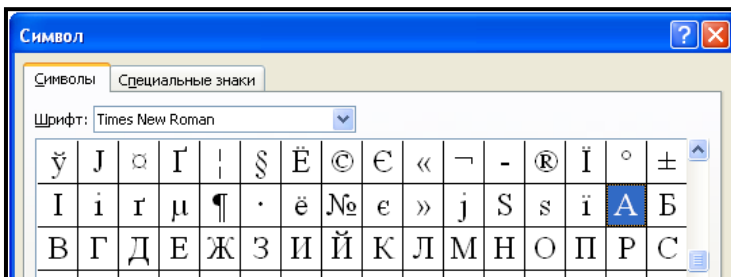 Символ
Символы Специальные знаки
Шрифт: Times New Roman
ў Ј ¤ Ґ ¦ § Ё © Є « ¬ - ® Ї ° ±
І і ґ µ ¶ · ё № є » ј Ѕ ѕ ї А Б
В Г Д Е Ж З И Й К Л М Н О П Р С